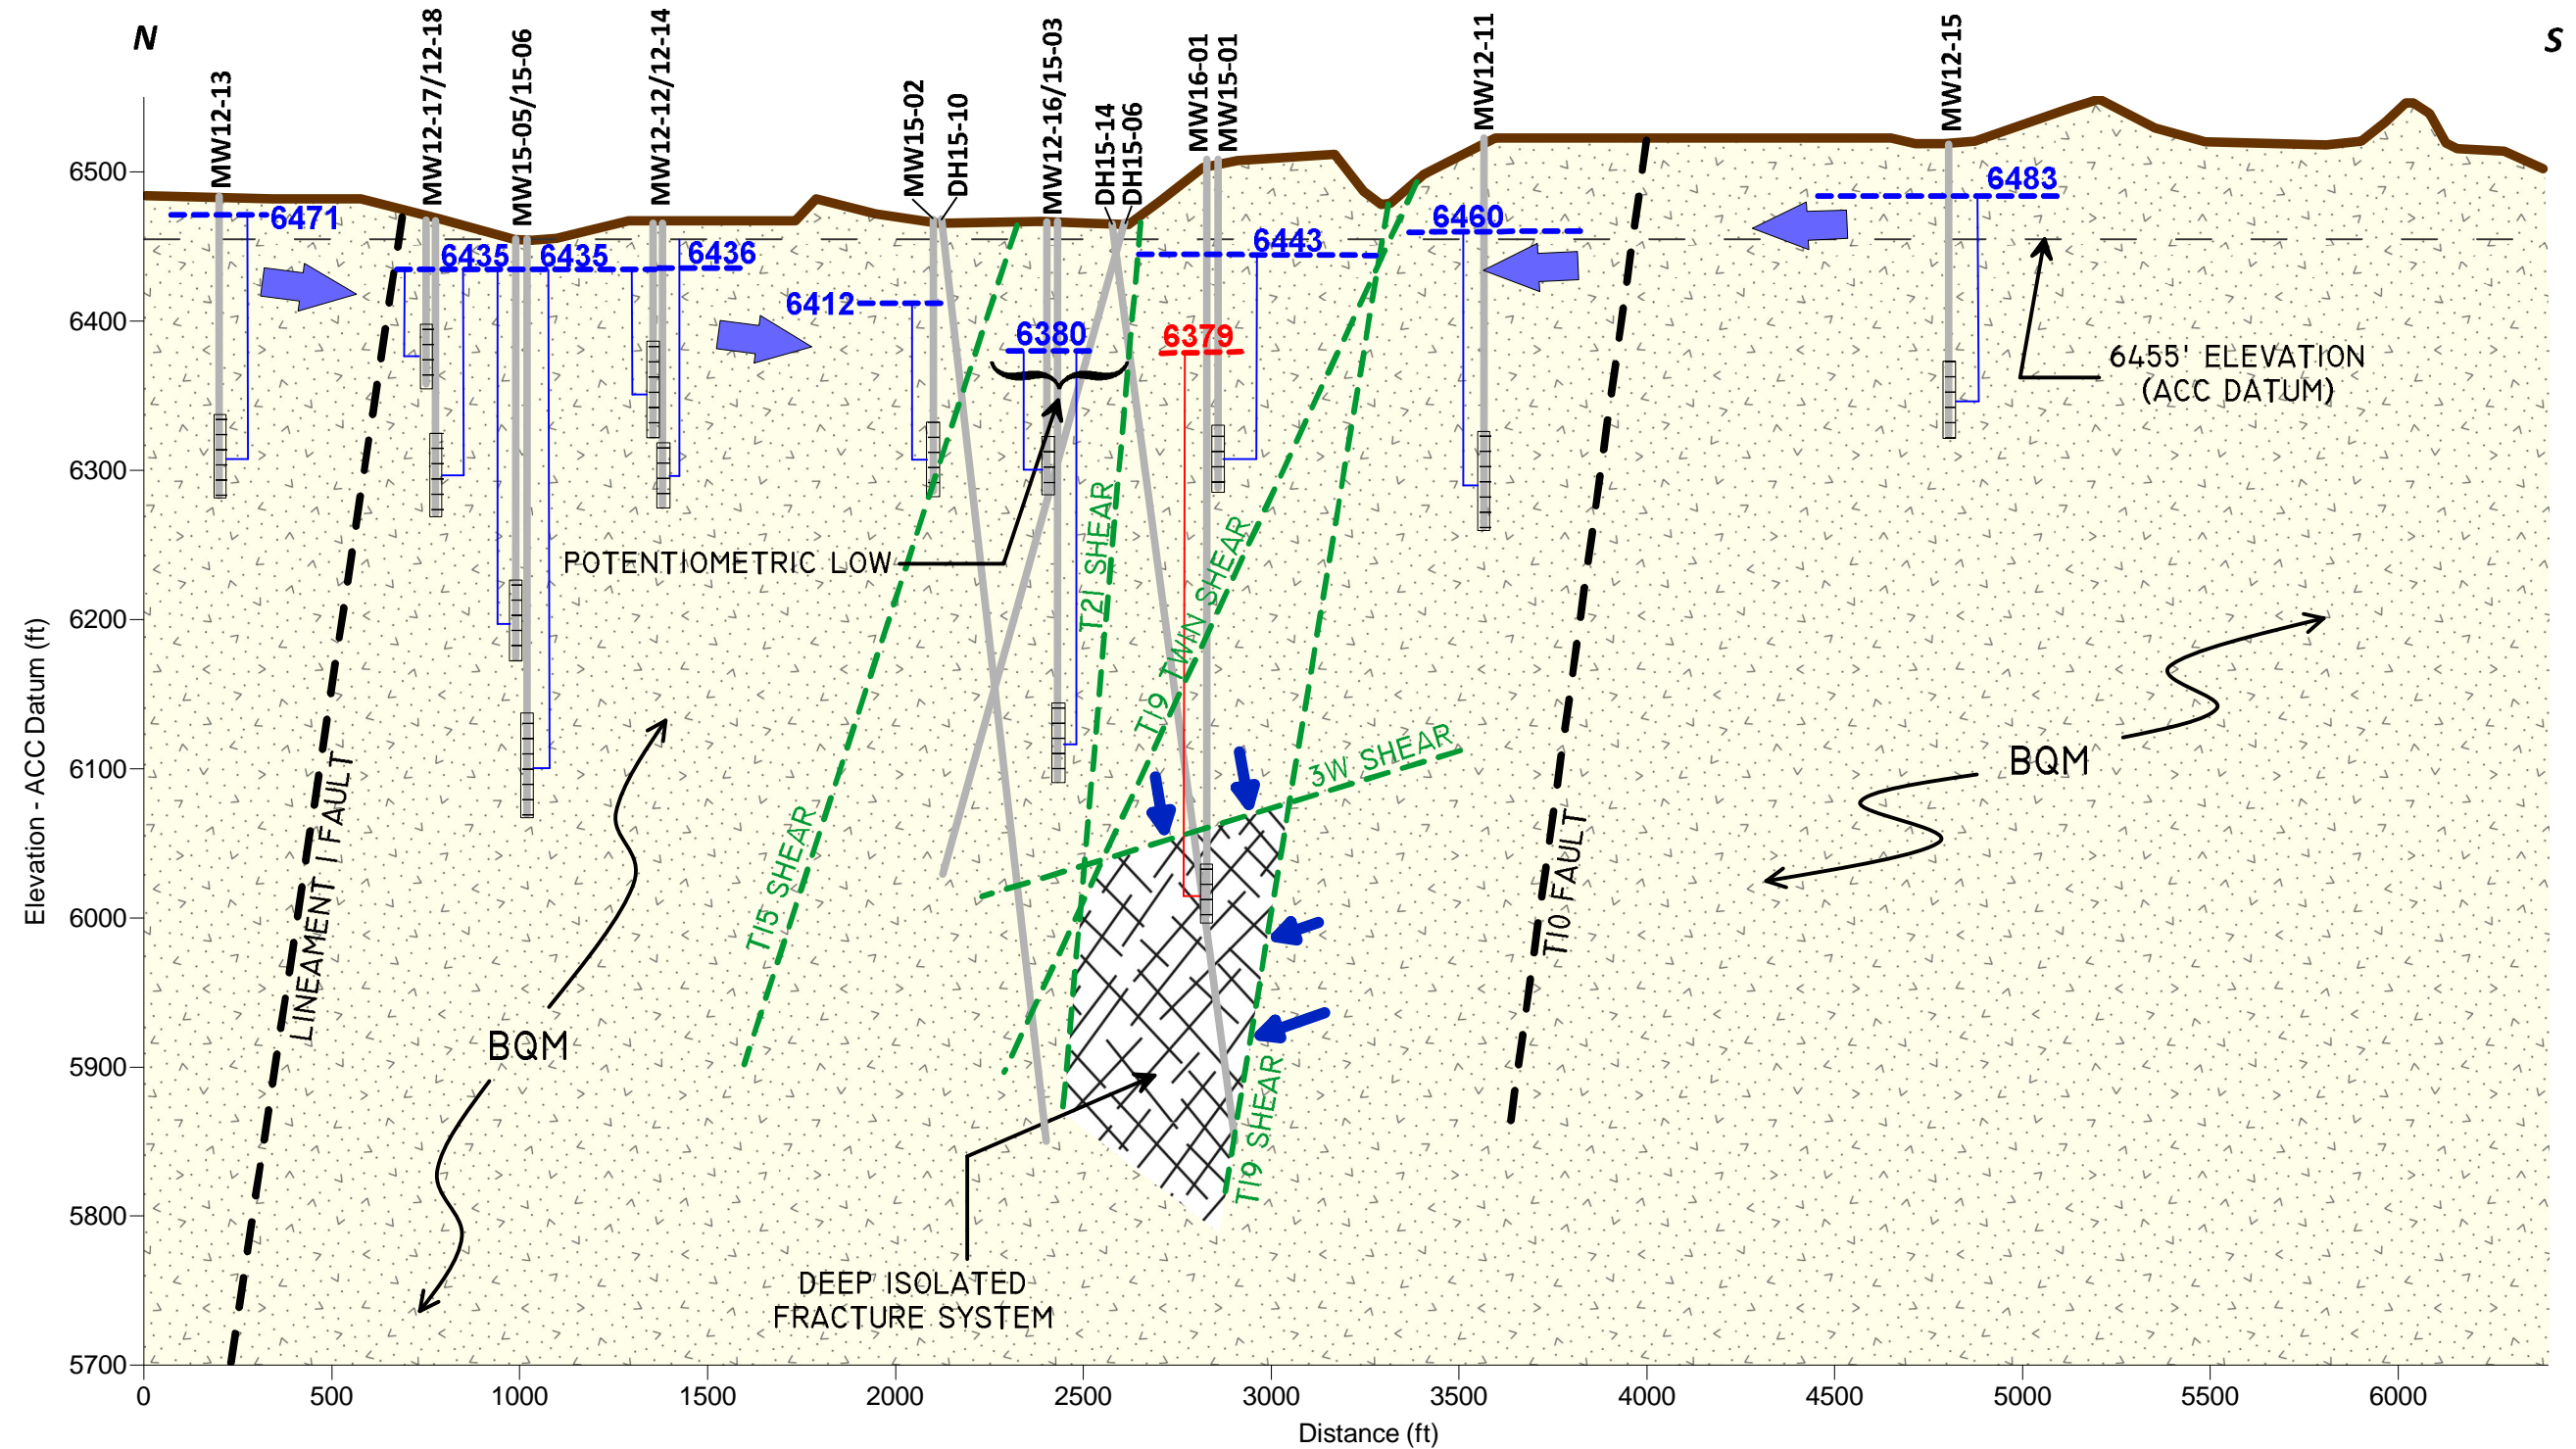 N
S
MW12-13
MW12-17/12-18
MW15-05/15-06
MW12-12/12-14
MW15-02
DH15-10
MW12-16/15-03
DH15-14
DH15-06
MW16-01
MW15-01
MW12-11
MW12-15
6471
6435
6435
6436
6412
6380
6379
6443
6460
6483
6455' ELEVATION
(ACC DATUM)
POTENTIOMETRIC LOW
T21 SHEAR
T19 TWIN SHEAR
3W SHEAR
T15 SHEAR
T19 SHEAR
LINEAMENT 1 FAULT
T10 FAULT
BQM
BQM
DEEP ISOLATED
FRACTURE SYSTEM
Elevation - ACC Datum (ft)
6500
6400
6300
6200
6100
6000
5900
5800
5700
0
500
1000
1500
2000
2500
3000
3500
4000
4500
5000
5500
6000
Distance (ft)